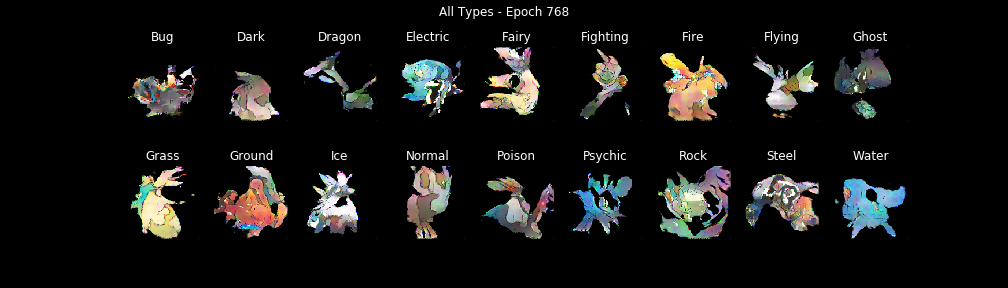 All Types - Epoch 768
Bug Dark Dragon Electric Fairy Fighting Fire Flying Ghost
Grass Ground Ice Normal Poison Psychic Rock Steel Water